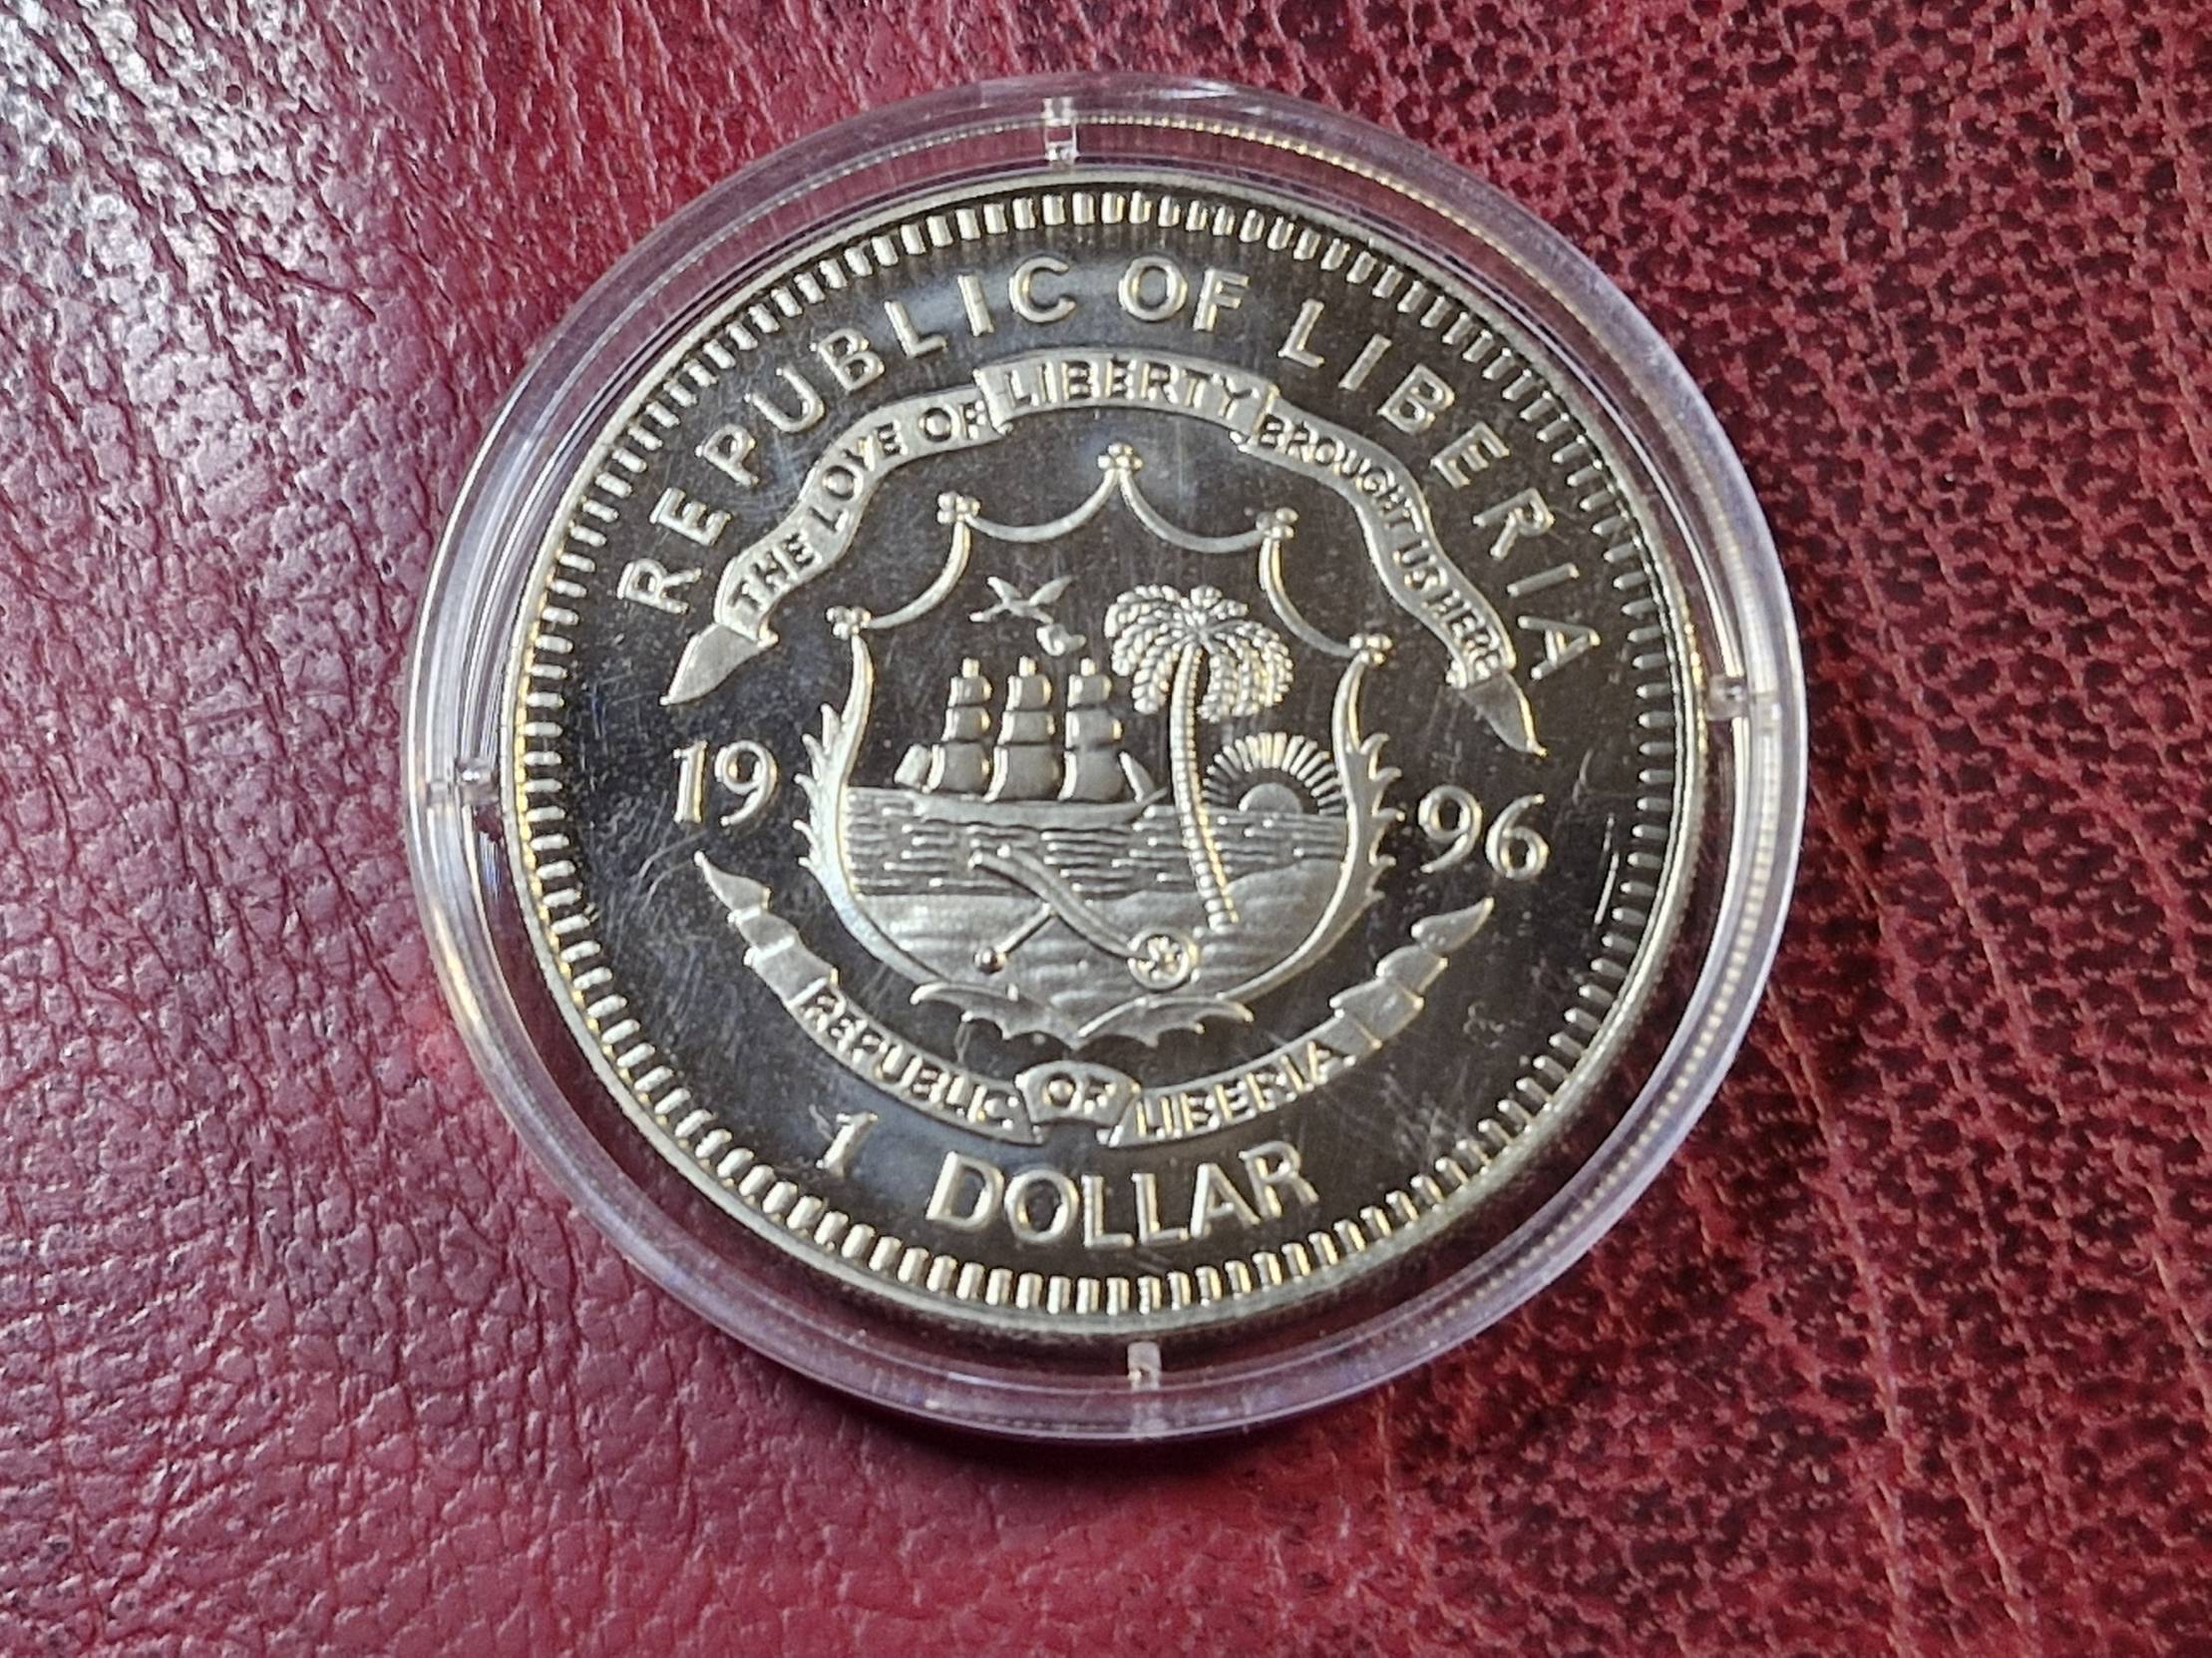 REPUBLIC OF LIBERIA
THE LOVE OF LIBERTY BROUGHT US HERE
19 96
REPUBLIC OF LIBERIA
1 DOLLAR